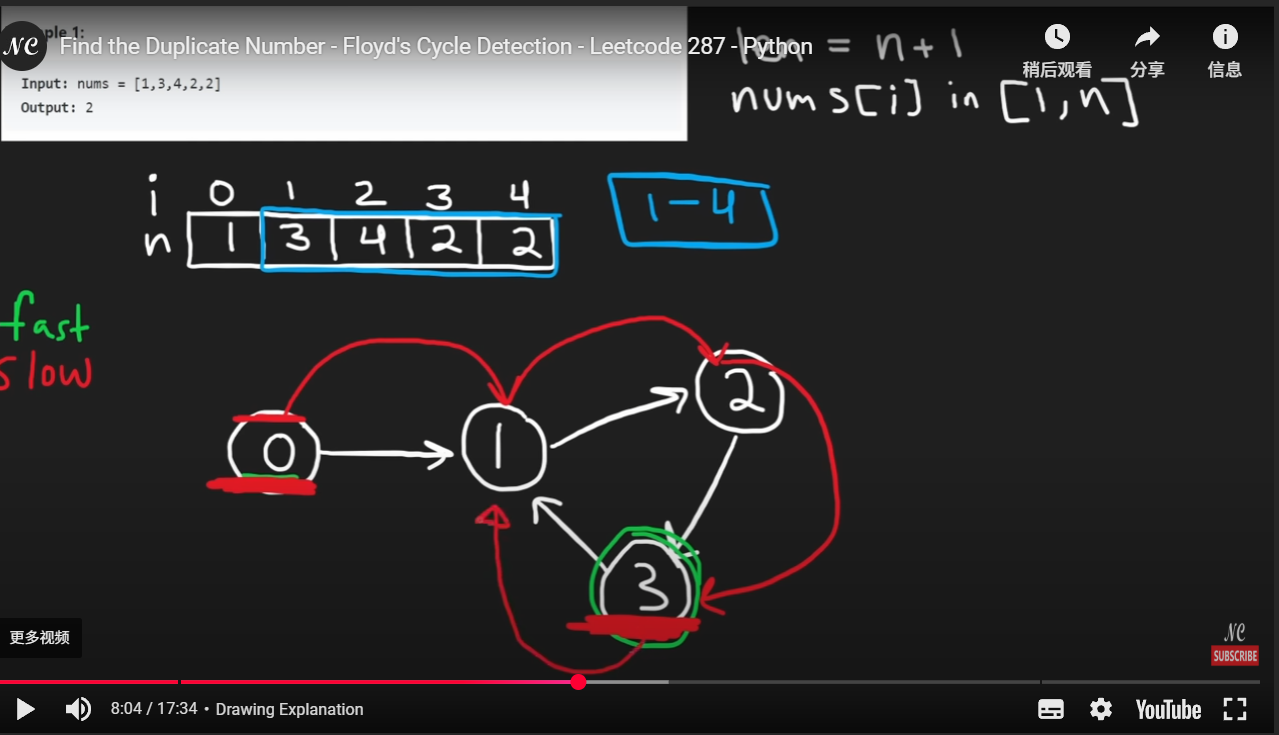 Find the Duplicate Number - Floyd's Cycle Detection - Leetcode 287 - Python
NC
ple 1:
Input: nums = [1,3,4,2,2]
Output: 2
len = n+1
稍后观看
分享
信息
nums[i] in [1,n]
i 0 1 2 3 4
n 1 3 4 2 2
1-4
fast
slow
0
1
2
3
更多视频
NC
SUBSCRIBE
8:04 / 17:34 • Drawing Explanation
YouTube